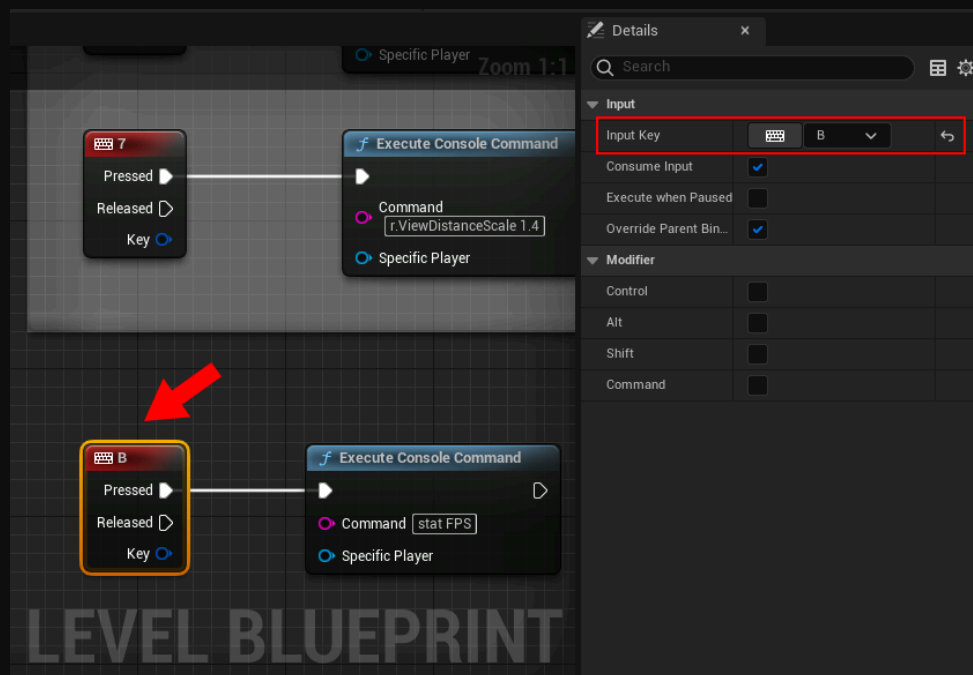 Specific Player
Zoom 1:1
7
Pressed
Released
Key
Execute Console Command
Command
r.ViewDistanceScale 1.4
Specific Player
B
Pressed
Released
Key
Execute Console Command
Command stat FPS
Specific Player
LEVEL BLUEPRINT
Details
Search
Input
Input Key B
Consume Input
Execute when Paused
Override Parent Bin...
Modifier
Control
Alt
Shift
Command